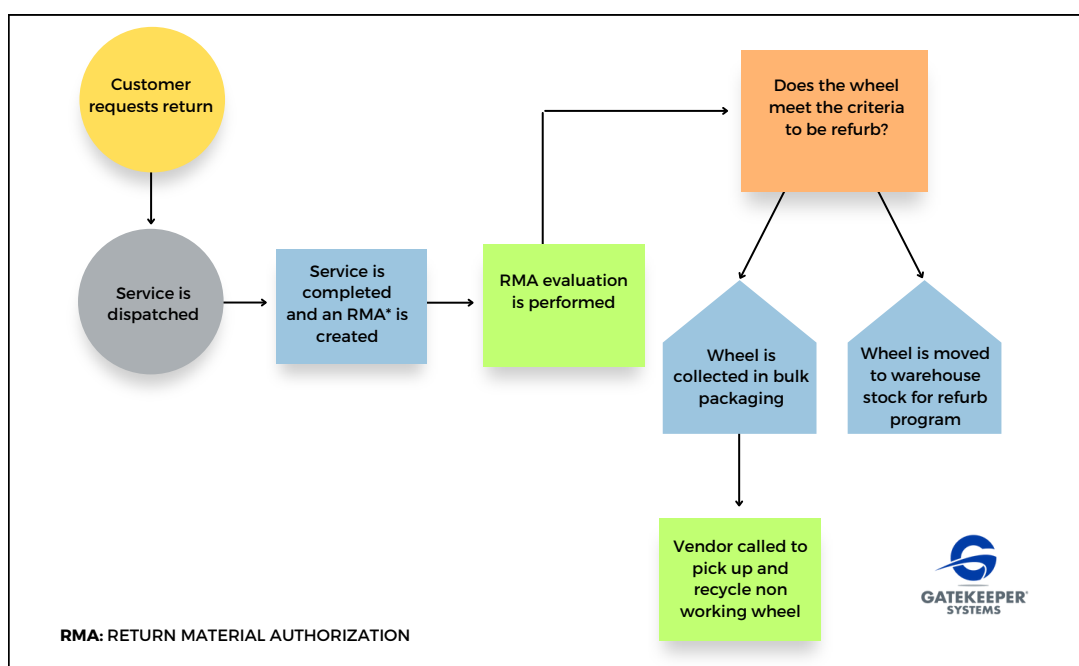 Customer
requests return
Service is
dispatched
Service is
completed
and an RMA* is
created
RMA evaluation
is performed
Does the wheel
meet the criteria
to be refurb?
Wheel is
collected in bulk
packaging
Wheel is moved
to warehouse
stock for refurb
program
Vendor called to
pick up and
recycle non
working wheel
RMA: RETURN MATERIAL AUTHORIZATION
GATEKEEPER
SYSTEMS